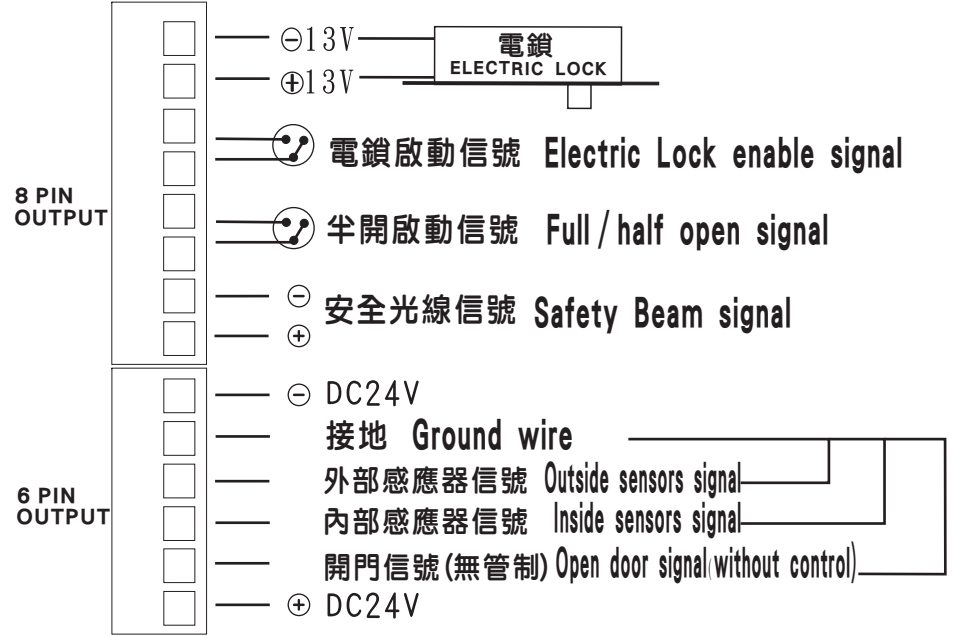 ⊖13V
電鎖
ELECTRIC LOCK
⊕13V
電鎖啟動信號 Electric Lock enable signal
8 PIN
OUTPUT
半開啟動信號 Full/half open signal
⊖
安全光線信號 Safety Beam signal
⊕
⊖ DC24V
接地 Ground wire
外部感應器信號 Outside sensors signal
6 PIN
OUTPUT
內部感應器信號 Inside sensors signal
開門信號(無管制) Open door signal(without control)
⊕ DC24V